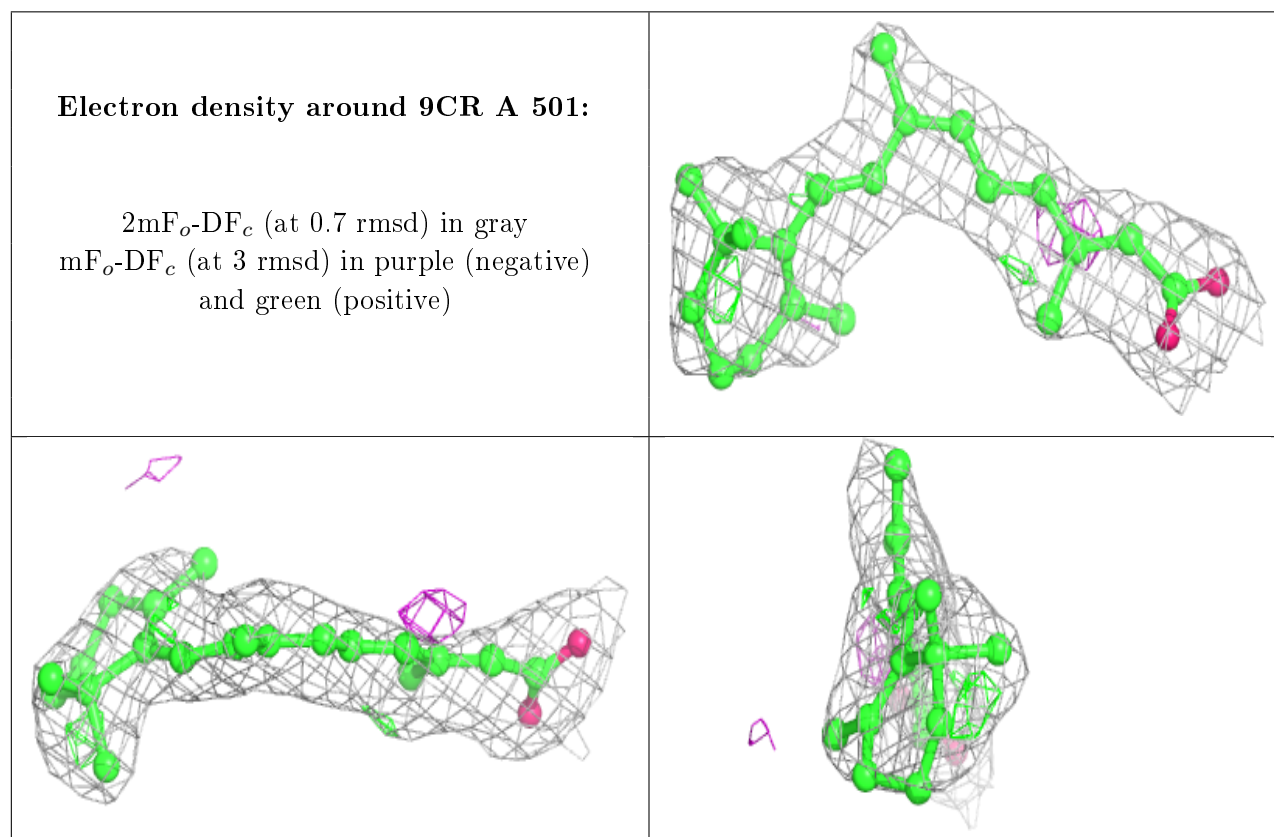 Electron density around 9CR A 501:
2mFₒ-DF𝒸 (at 0.7 rmsd) in gray
mFₒ-DF𝒸 (at 3 rmsd) in purple (negative)
and green (positive)